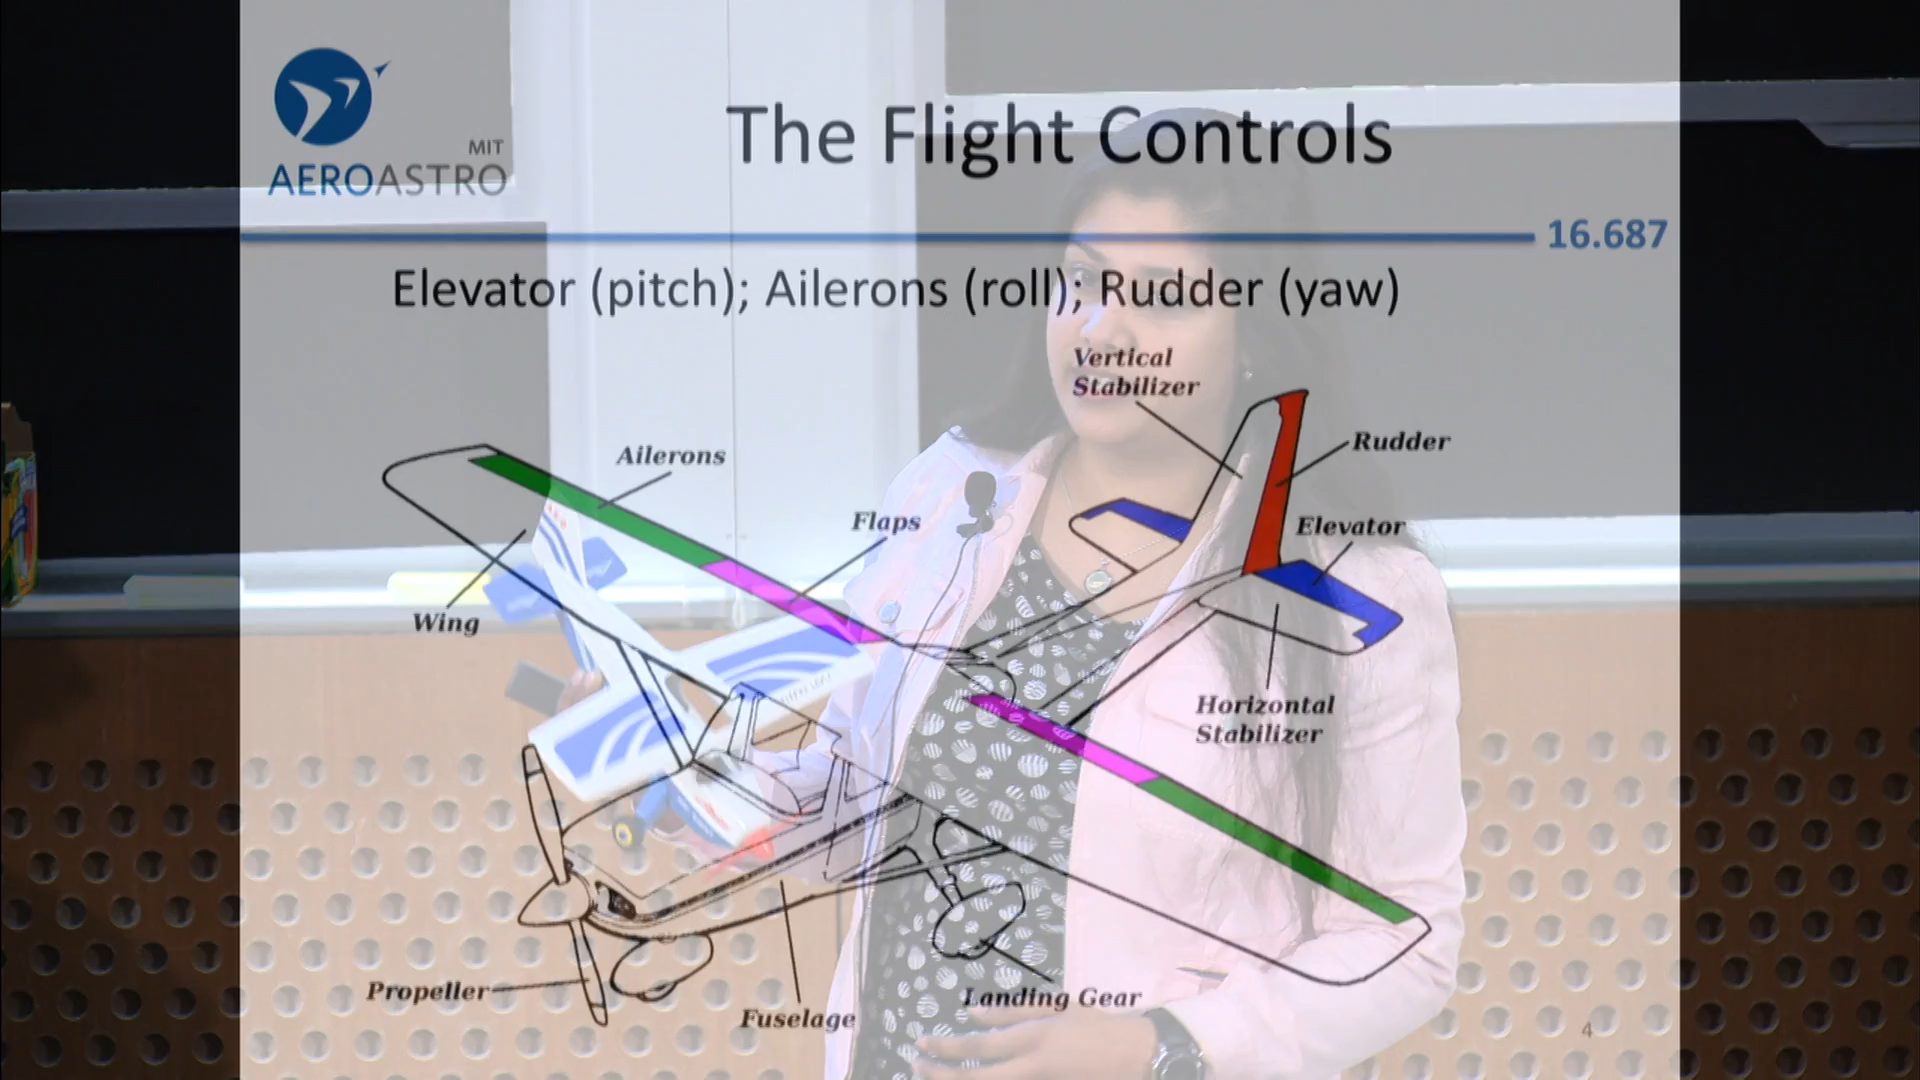 MIT
AEROASTRO
The Flight Controls
16.687
Elevator (pitch); Ailerons (roll); Rudder (yaw)
Vertical
Stabilizer
Rudder
Ailerons
Flaps
Elevator
Wing
Horizontal
Stabilizer
Propeller
Landing Gear
Fuselage
4